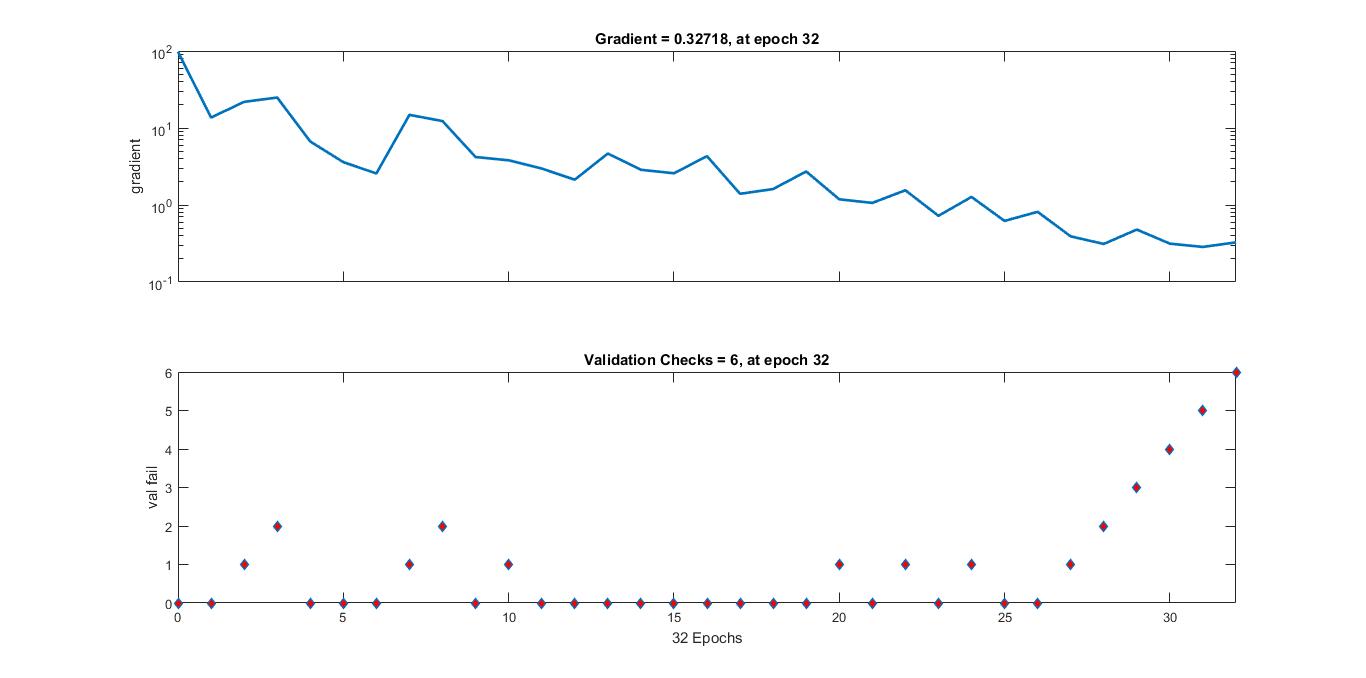 Gradient = 0.32718, at epoch 32
10^2
10^1
10^0
10^-1
gradient
Validation Checks = 6, at epoch 32
6
5
4
3
2
1
0
val fail
0 5 10 15 20 25 30
32 Epochs